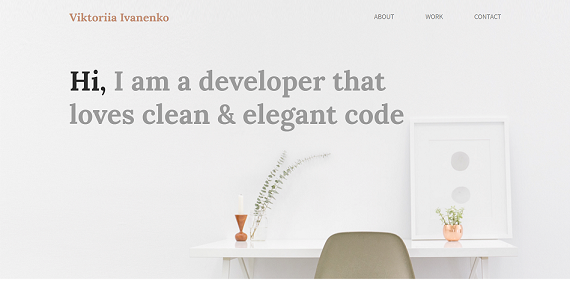 Viktoriia Ivanenko
ABOUT WORK CONTACT
Hi, I am a developer that
loves clean & elegant code